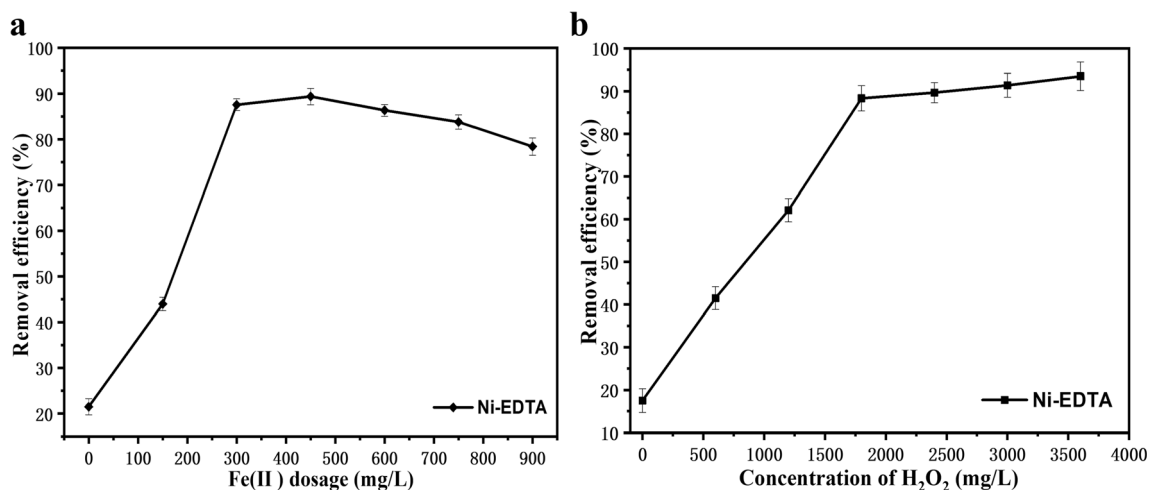 a
100
90
80
70
60
50
40
30
20
Removal efficiency (%)
Ni-EDTA
0 100 200 300 400 500 600 700 800 900
Fe(II ) dosage (mg/L)
b
100
90
80
70
60
50
40
30
20
10
Removal efficiency (%)
Ni-EDTA
0 500 1000 1500 2000 2500 3000 3500 4000
Concentration of H₂O₂ (mg/L)